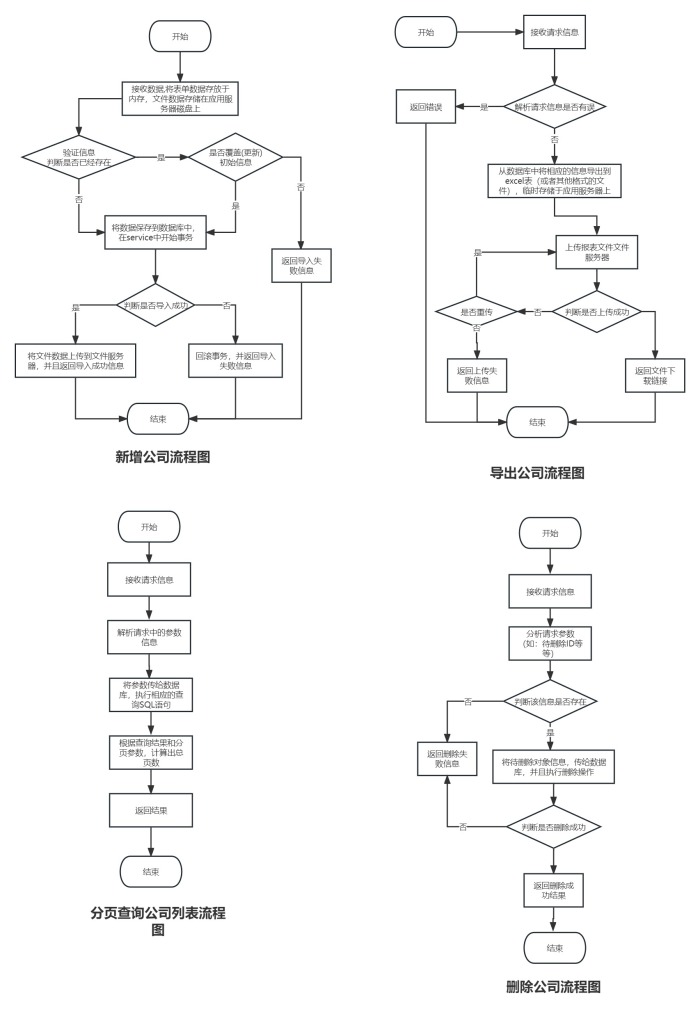 开始
接收数据,将表单数据存放于
内存，文件数据存储在应用服
务器磁盘上
验证信息
判断是否已经存在
是
是否覆盖(更新)
初始信息
否
是
否
将数据保存到数据库中，
在service中开始事务
返回导入失
败信息
判断是否导入成功
是
否
将文件数据上传到文件服务
器，并且返回导入成功信息
回滚事务，并返回导入
失败信息
结束
新增公司流程图
开始
接收请求信息
解析请求信息是否有误
是
返回错误
否
从数据库中将相应的信息导出到
excel表（或者其他格式的文
件），临时存储于应用服务器上
上传报表文件文件
服务器
是
是否重传
否
判断是否上传成功
否
返回上传失
败信息
返回文件下
载链接
结束
导出公司流程图
开始
接收请求信息
解析请求中的参数
信息
将参数传给数据
库，执行相应的查
询SQL语句
根据查询结果和分
页参数，计算出总
页数
返回结果
结束
分页查询公司列表流程
图
开始
接收请求信息
分析请求参数
(如：待删除ID等
等)
判断该信息是否存在
否
是
返回删除失
败信息
将待删除对象信息，传给数据
库，并且执行删除操作
判断是否删除成功
否
返回删除成
功结果
结束
删除公司流程图